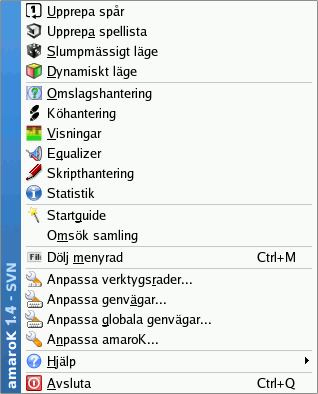 Upprepa spår
Upprepa spellista
Slumpmässigt läge
Dynamiskt läge
Omslagshantering
Köhantering
Visningar
Equalizer
Skripthantering
Statistik
Startguide
Omsök samling
Dölj menyrad Ctrl+M
Anpassa verktygsrader...
Anpassa genvägar...
Anpassa globala genvägar...
Anpassa amaroK...
Hjälp
Avsluta Ctrl+Q
amaroK 1.4 - SVN